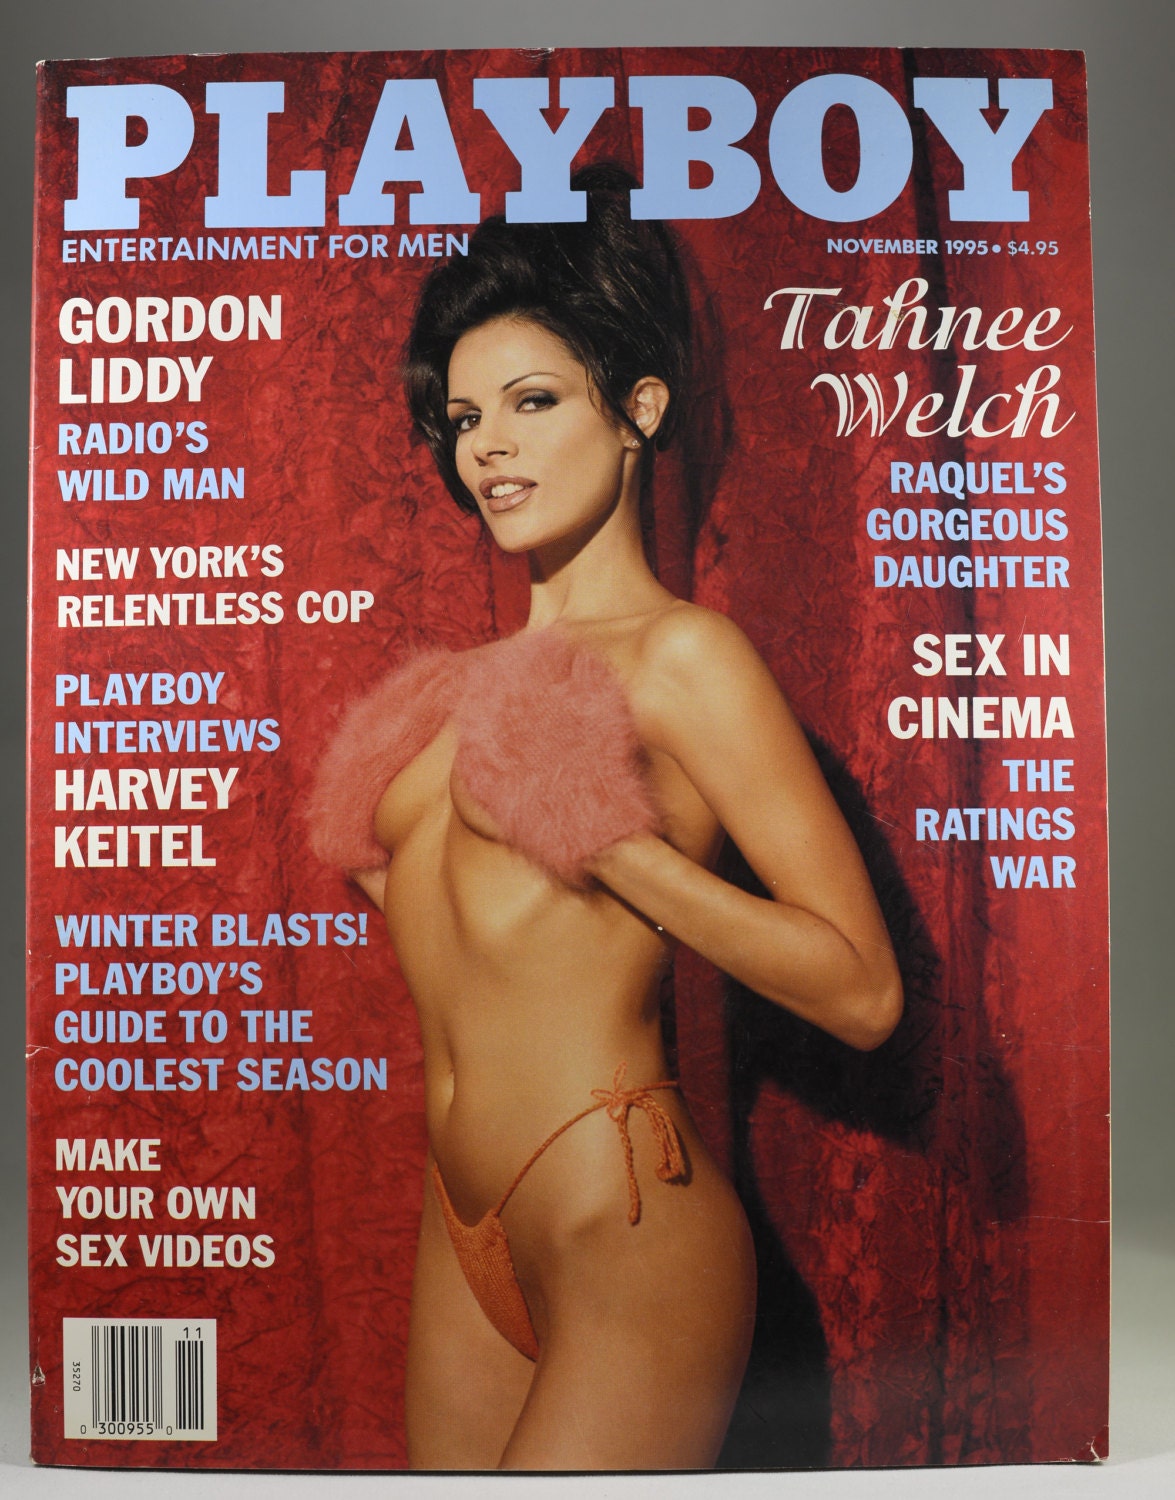 PLAYBOY
ENTERTAINMENT FOR MEN
NOVEMBER 1995 • $4.95
GORDON
LIDDY
RADIO'S
WILD MAN
NEW YORK'S
RELENTLESS COP
PLAYBOY
INTERVIEWS
HARVEY
KEITEL
WINTER BLASTS!
PLAYBOY'S
GUIDE TO THE
COOLEST SEASON
MAKE
YOUR OWN
SEX VIDEOS
Tahnee
Welch
RAQUEL'S
GORGEOUS
DAUGHTER
SEX IN
CINEMA
THE
RATINGS
WAR
11
35270
0 300955 0